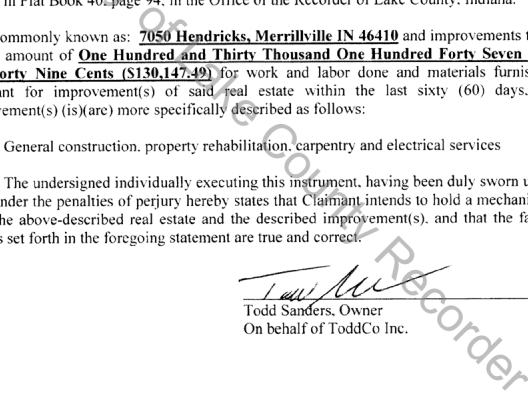 in Plat Book 40, page 94, in the Office of the Recorder of Lake County, Indiana.
ommonly known as: 7050 Hendricks, Merrillville IN 46410 and improvements t
amount of One Hundred and Thirty Thousand One Hundred Forty Seven
orty Nine Cents ($130,147.49) for work and labor done and materials furnis
ant for improvement(s) of said real estate within the last sixty (60) days.
vement(s) (is)(are) more specifically described as follows:
General construction, property rehabilitation, carpentry and electrical services
The undersigned individually executing this instrument, having been duly sworn u
nder the penalties of perjury hereby states that Claimant intends to hold a mechani
he above-described real estate and the described improvement(s), and that the fa
s set forth in the foregoing statement are true and correct.
Todd Sanders, Owner
On behalf of ToddCo Inc.
of Lake County Recorder